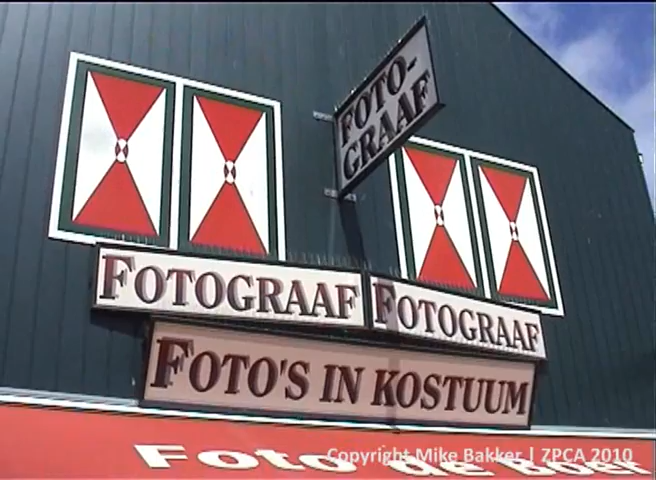 FOTO-
GRAAF
FOTOGRAAF
FOTOGRAAF
FOTO'S IN KOSTUUM
Foto de Boer
Copyright Mike Bakker | ZPCA 2010